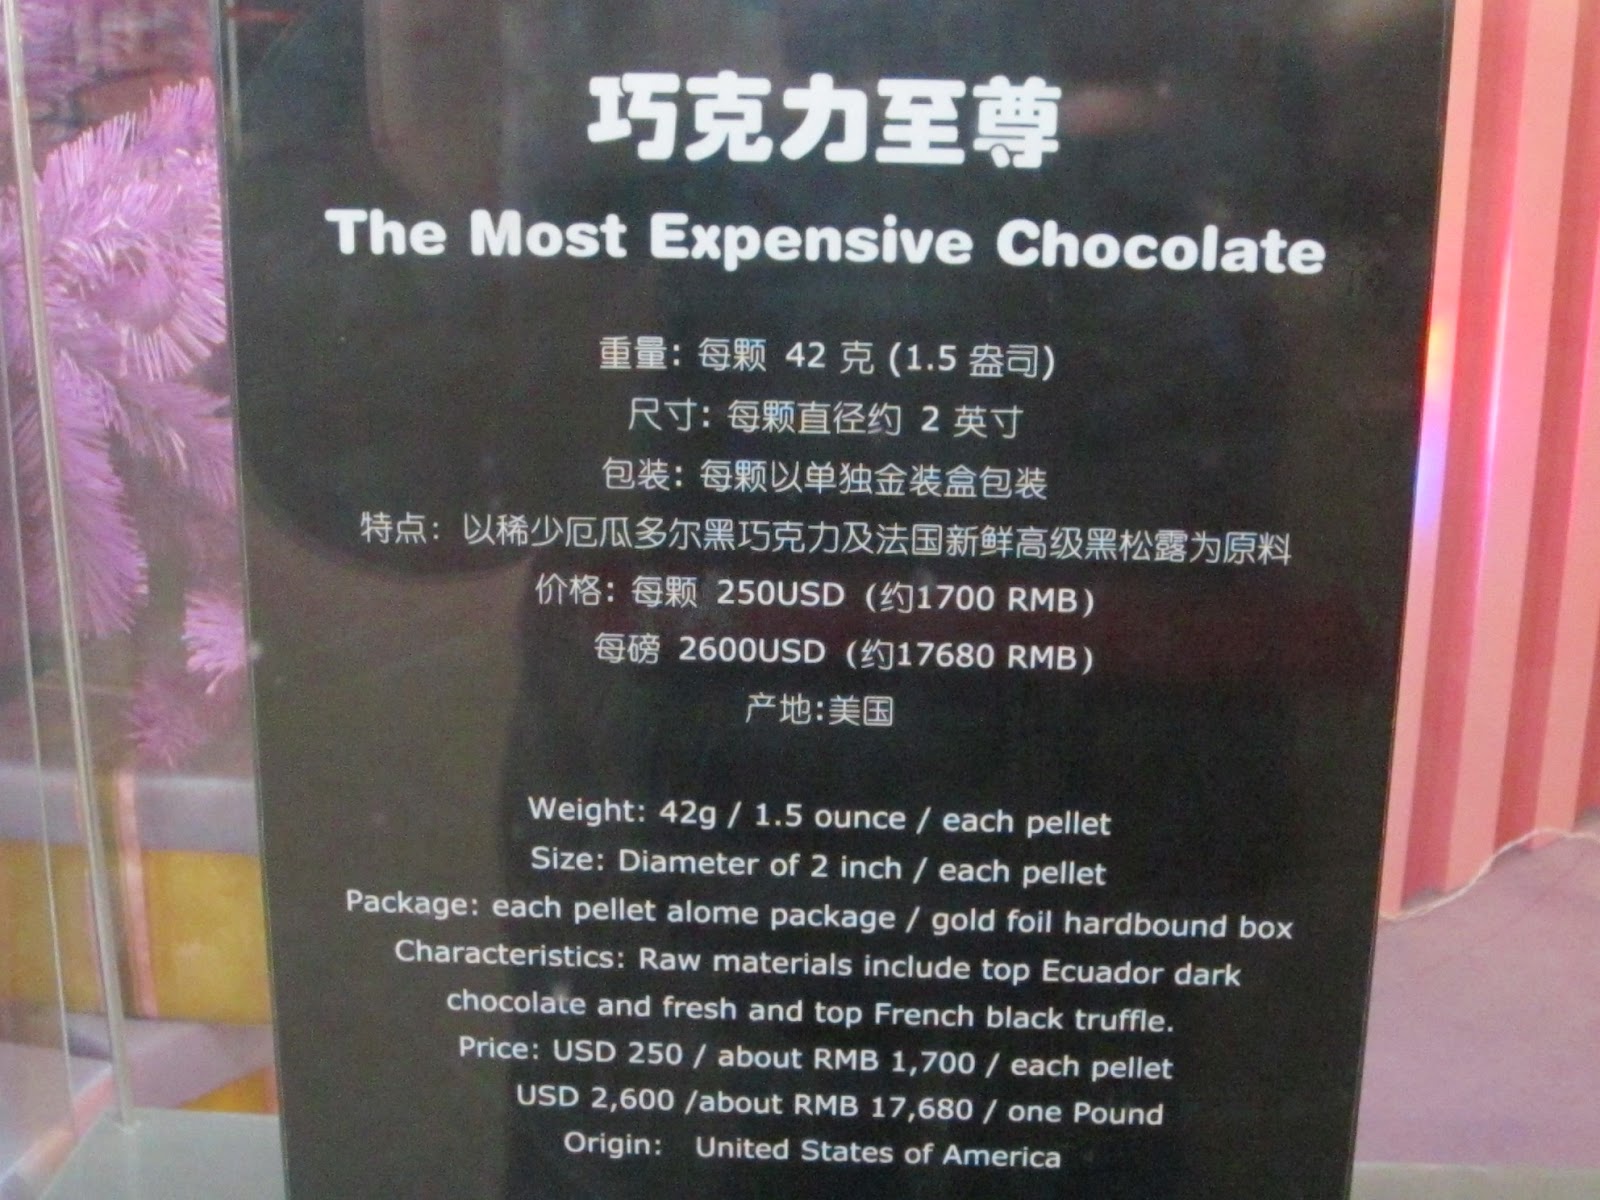 巧克力至尊
The Most Expensive Chocolate
重量: 每颗 42 克 (1.5 盎司)
尺寸: 每颗直径约 2 英寸
包装: 每颗以单独金装盒包装
特点: 以稀少厄瓜多尔黑巧克力及法国新鲜高级黑松露为原料
价格: 每颗 250USD (约1700 RMB)
每磅 2600USD (约17680 RMB)
产地:美国
Weight: 42g / 1.5 ounce / each pellet
Size: Diameter of 2 inch / each pellet
Package: each pellet alome package / gold foil hardbound box
Characteristics: Raw materials include top Ecuador dark
chocolate and fresh and top French black truffle.
Price: USD 250 / about RMB 1,700 / each pellet
USD 2,600 /about RMB 17,680 / one Pound
Origin: United States of America